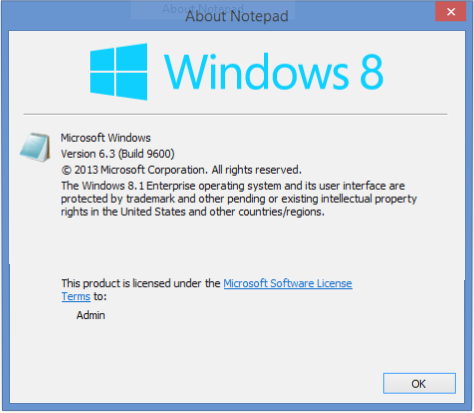 About Notepad
Windows 8
Microsoft Windows
Version 6.3 (Build 9600)
© 2013 Microsoft Corporation. All rights reserved.
The Windows 8.1 Enterprise operating system and its user interface are
protected by trademark and other pending or existing intellectual property
rights in the United States and other countries/regions.
This product is licensed under the Microsoft Software License
Terms to:
Admin
OK